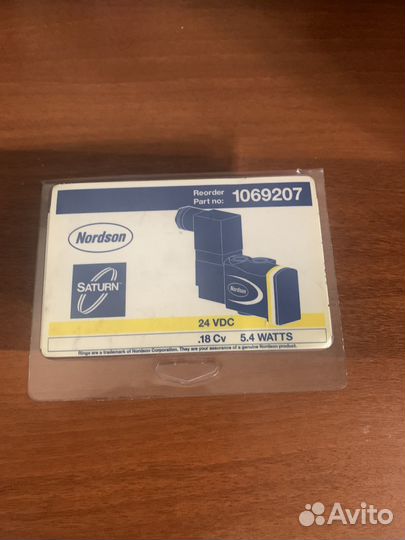 Reorder
Part no: 1069207
Nordson
SATURN™
Nordson
24 VDC
.18 Cv 5.4 WATTS
Rings are a trademark of Nordson Corporation. They are your assurance of a genuine Nordson product.
Avito